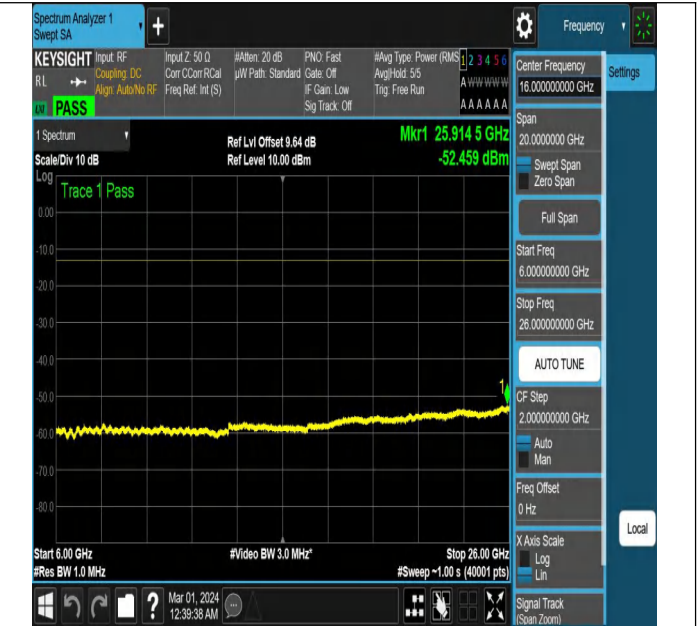 Spectrum Analyzer 1
Swept SA
+
Frequency
KEYSIGHT
RL
PASS
Input: RF
Coupling: DC
Align: Auto/No RF
Input Z: 50 Ω
Corr CCorr RCal
Freq Ref: Int (S)
#Atten: 20 dB
µW Path: Standard
PNO: Fast
Gate: Off
IF Gain: Low
Sig Track: Off
#Avg Type: Power (RMS
Avg|Hold: 5/5
Trig: Free Run
1 2 3 4 5 6
A W W W W W
A A A A A A
1 Spectrum
Scale/Div 10 dB
Ref Lvl Offset 9.64 dB
Ref Level 10.00 dBm
Mkr1 25.914 5 GHz
-52.459 dBm
Log
Trace 1 Pass
0.00
-10.0
-20.0
-30.0
-40.0
-50.0
-60.0
-70.0
-80.0
1
Start 6.00 GHz
#Res BW 1.0 MHz
#Video BW 3.0 MHz*
Stop 26.00 GHz
#Sweep ~1.00 s (40001 pts)
Center Frequency
16.000000000 GHz
Settings
Span
20.0000000 GHz
Swept Span
Zero Span
Full Span
Start Freq
6.000000000 GHz
Stop Freq
26.000000000 GHz
AUTO TUNE
CF Step
2.000000000 GHz
Auto
Man
Freq Offset
0 Hz
X Axis Scale
Log
Lin
Local
Signal Track
(Span Zoom)
?
Mar 01, 2024
12:39:38 AM